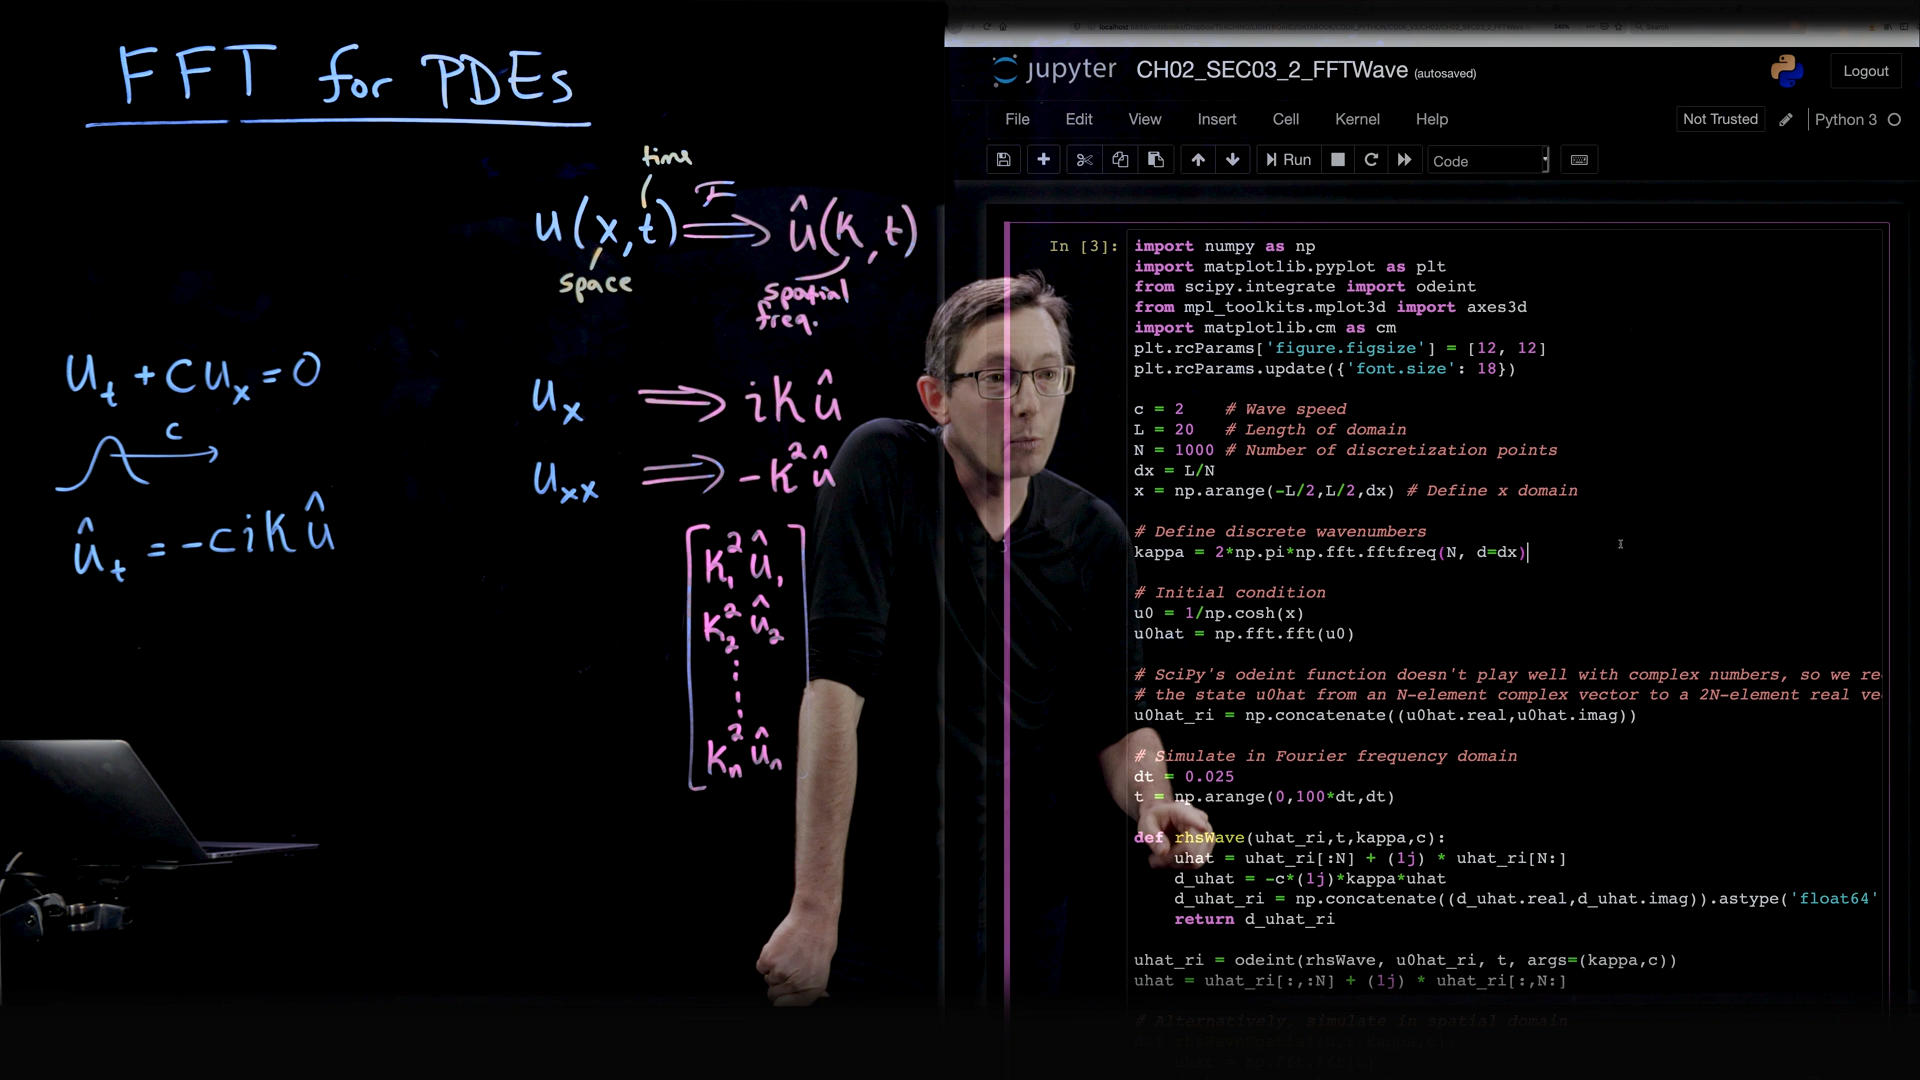 FFT for PDEs
time
u(x,t) ⇒ û(k,t)
F
space
spatial
freq.
u_t + c u_x = 0
c
û_t = -cikû
u_x ⇒ ikû
u_xx ⇒ -k²û
k₁² û₁
k₂² û₂
⋮
kₙ² ûₙ
jupyter CH02_SEC03_2_FFTWave (autosaved)
Logout
File Edit View Insert Cell Kernel Help
Not Trusted
Python 3
Run
Code
In [3]:
import numpy as np
import matplotlib.pyplot as plt
from scipy.integrate import odeint
from mpl_toolkits.mplot3d import axes3d
import matplotlib.cm as cm
plt.rcParams['figure.figsize'] = [12, 12]
plt.rcParams.update({'font.size': 18})
c = 2 # Wave speed
L = 20 # Length of domain
N = 1000 # Number of discretization points
dx = L/N
x = np.arange(-L/2,L/2,dx) # Define x domain
# Define discrete wavenumbers
kappa = 2*np.pi*np.fft.fftfreq(N, d=dx)
# Initial condition
u0 = 1/np.cosh(x)
u0hat = np.fft.fft(u0)
# SciPy's odeint function doesn't play well with complex numbers, so we re
# the state u0hat from an N-element complex vector to a 2N-element real ve
u0hat_ri = np.concatenate((u0hat.real,u0hat.imag))
# Simulate in Fourier frequency domain
dt = 0.025
t = np.arange(0,100*dt,dt)
def rhsWave(uhat_ri,t,kappa,c):
uhat = uhat_ri[:N] + (1j) * uhat_ri[N:]
d_uhat = -c*(1j)*kappa*uhat
d_uhat_ri = np.concatenate((d_uhat.real,d_uhat.imag)).astype('float64'
return d_uhat_ri
uhat_ri = odeint(rhsWave, u0hat_ri, t, args=(kappa,c))
uhat = uhat_ri[:,:N] + (1j) * uhat_ri[:,N:]
# Alternatively, simulate in spatial domain